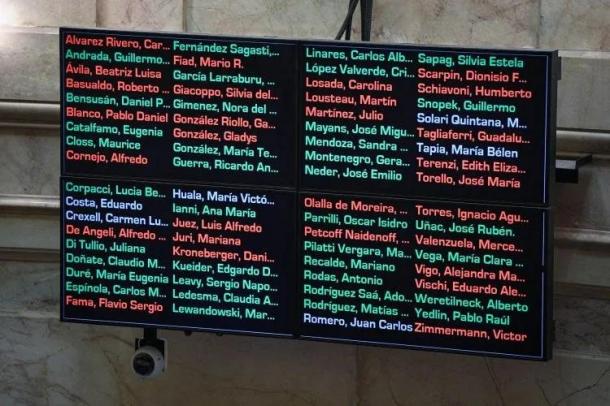 Alvarez Rivero, Car...
Andrada, Guillermo...
Ávila, Beatriz Luisa
Basualdo, Roberto ...
Bensusán, Daniel P...
Blanco, Pablo Daniel
Catalfamo, Eugenia
Closs, Maurice
Cornejo, Alfredo
Fernández Sagasti,...
Fiad, Mario R.
García Larraburu, ...
Giacoppo, Silvia del...
Gimenez, Nora del ...
González Riollo, Ga...
González, Gladys
González, María Te...
Guerra, Ricardo An...
Linares, Carlos Alb...
López Valverde, Cri...
Losada, Carolina
Lousteau, Martín
Martínez, Julio
Mayans, José Migu...
Mendoza, Sandra ...
Montenegro, Gera...
Neder, José Emilio
Sapag, Silvia Estela
Scarpin, Dionisio F...
Schiavoni, Humberto
Snopek, Guillermo
Solari Quintana, M...
Tagliaferri, Guadalu...
Tapia, María Belén
Terenzi, Edith Eliza...
Torello, José María
Corpacci, Lucia Be...
Costa, Eduardo
Crexell, Carmen Lu...
De Angeli, Alfredo ...
Di Tullio, Juliana
Doñate, Claudio M...
Duré, María Eugenia
Espínola, Carlos M...
Fama, Flavio Sergio
Huala, María Victó...
Ianni, Ana María
Juez, Luis Alfredo
Juri, Mariana
Kroneberger, Dani...
Kueider, Edgardo D...
Leavy, Sergio Napo...
Ledesma, Claudia A...
Lewandowski, Mar...
Olalla de Moreira, ...
Parrilli, Oscar Isidro
Petcoff Naidenoff, ...
Pilatti Vergara, Ma...
Recalde, Mariano
Rodas, Antonio
Rodríguez Saá, Ado...
Rodríguez, Matías ...
Romero, Juan Carlos
Torres, Ignacio Agu...
Uñac, José Rubén.
Valenzuela, Merce...
Vega, María Clara ...
Vigo, Alejandra Ma...
Vischi, Eduardo Ale...
Weretilneck, Alberto
Yedlin, Pablo Raúl
Zimmermann, Victor